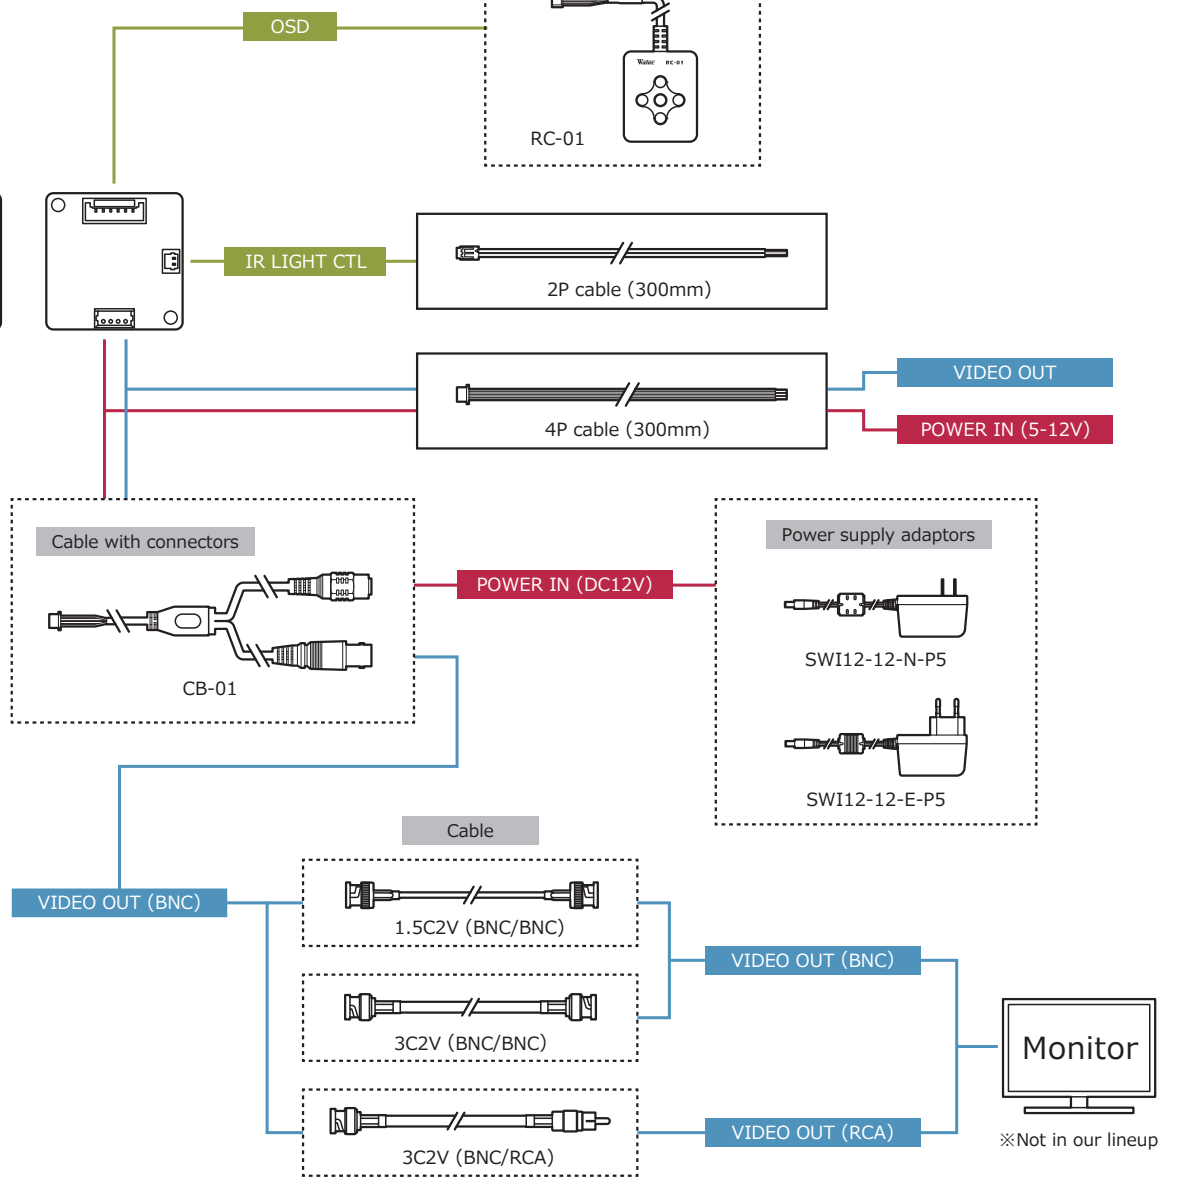 OSD
Watec RC-01
RC-01
IR LIGHT CTL
2P cable (300mm)
VIDEO OUT
4P cable (300mm)
POWER IN (5-12V)
Cable with connectors
Power supply adaptors
POWER IN (DC12V)
SWI12-12-N-P5
CB-01
SWI12-12-E-P5
Cable
VIDEO OUT (BNC)
1.5C2V (BNC/BNC)
VIDEO OUT (BNC)
3C2V (BNC/BNC)
Monitor
VIDEO OUT (RCA)
※Not in our lineup
3C2V (BNC/RCA)